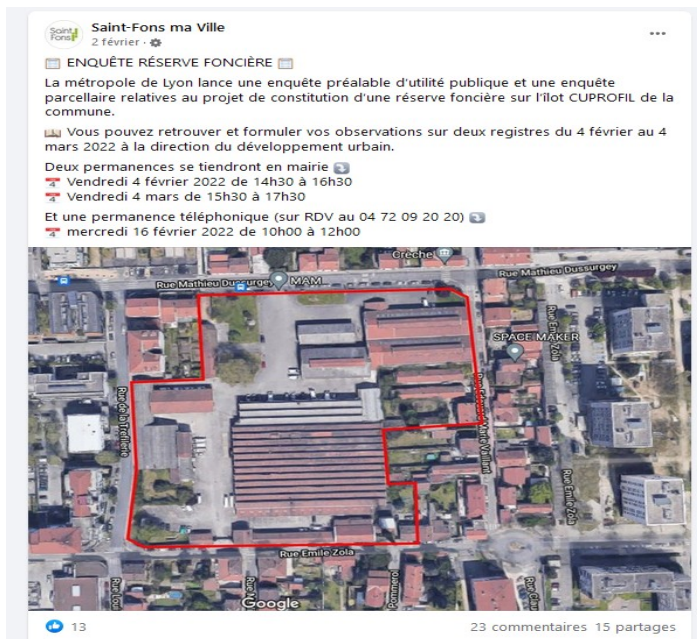 Saint-Fons ma Ville
2 février
ENQUÊTE RÉSERVE FONCIÈRE
La métropole de Lyon lance une enquête préalable d'utilité publique et une enquête
parcellaire relatives au projet de constitution d'une réserve foncière sur l'îlot CUPROFIL de la
commune.
Vous pouvez retrouver et formuler vos observations sur deux registres du 4 février au 4
mars 2022 à la direction du développement urbain.
Deux permanences se tiendront en mairie
Vendredi 4 février 2022 de 14h30 à 16h30
Vendredi 4 mars de 15h30 à 17h30
Et une permanence téléphonique (sur RDV au 04 72 09 20 20)
mercredi 16 février 2022 de 10h00 à 12h00
Crèche
Rue Mathieu Dussurgey
Rue Mathieu Dussurgey
MAM
SPACE MAKER
Rue Emile Zola
Rue de la Trefilerie
Marie Vaillant
Rue Emile Zola
Rue Emile Zola
Google
13
23 commentaires 15 partages